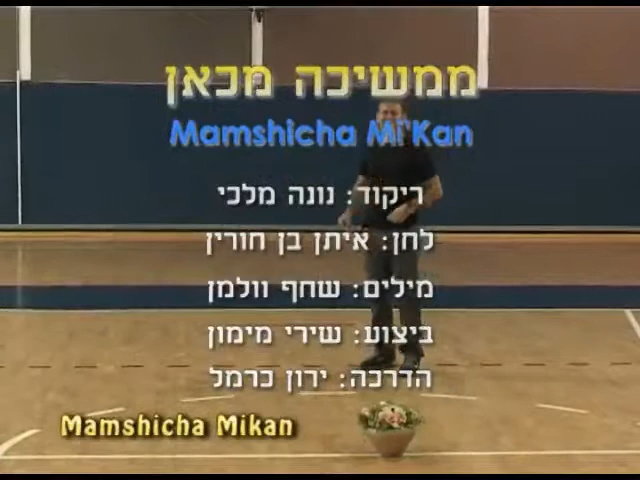 ממשיכה מכאן
Mamshicha Mi'Kan
ריקוד: נונה מלכי
לחן: איתן בן חורין
מילים: שחף וולמן
ביצוע: שירי מימון
הדרכה: ירון כרמל
Mamshicha Mikan